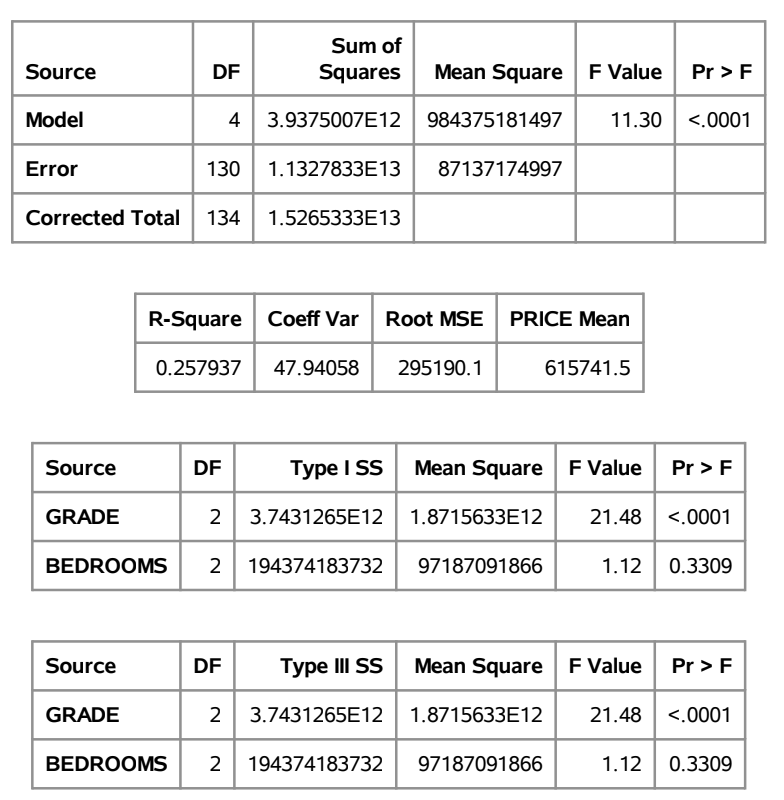 Source DF Sum of Squares Mean Square F Value Pr > F
Model 4 3.9375007E12 984375181497 11.30 <.0001
Error 130 1.1327833E13 87137174997
Corrected Total 134 1.5265333E13
R-Square Coeff Var Root MSE PRICE Mean
0.257937 47.94058 295190.1 615741.5
Source DF Type I SS Mean Square F Value Pr > F
GRADE 2 3.7431265E12 1.8715633E12 21.48 <.0001
BEDROOMS 2 194374183732 97187091866 1.12 0.3309
Source DF Type III SS Mean Square F Value Pr > F
GRADE 2 3.7431265E12 1.8715633E12 21.48 <.0001
BEDROOMS 2 194374183732 97187091866 1.12 0.3309